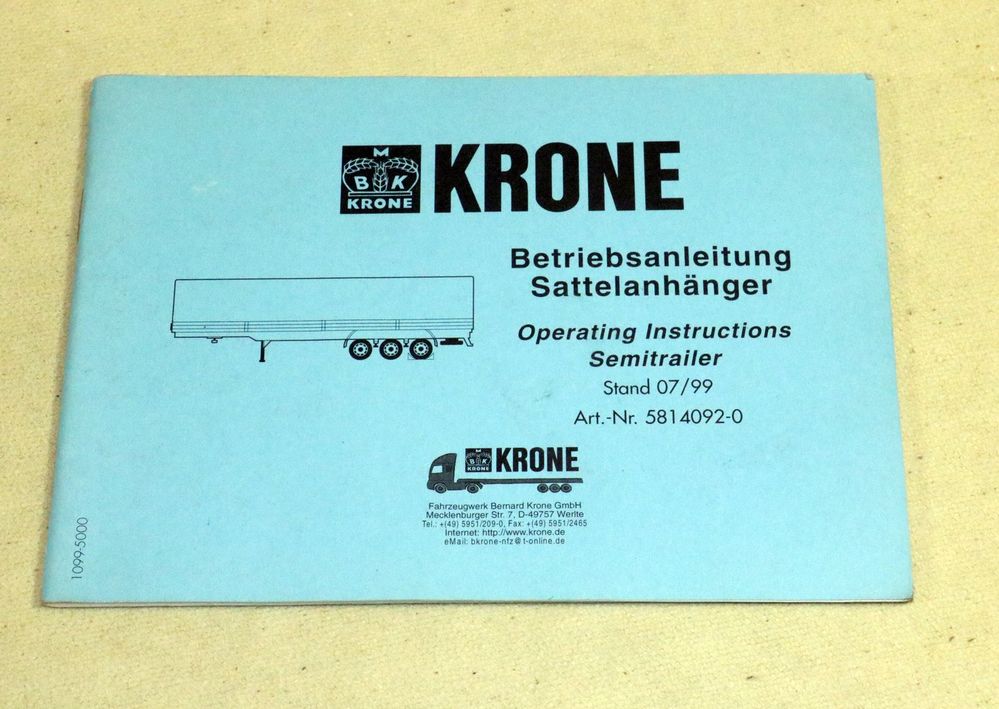 M
B K
KRONE
KRONE
Betriebsanleitung
Sattelanhänger
Operating Instructions
Semitrailer
Stand 07/99
Art.-Nr. 5814092-0
B K
KRONE
KRONE
Fahrzeugwerk Bernard Krone GmbH
Mecklenburger Str. 7, D-49757 Werlte
Tel.: +(49) 5951/209-0, Fax: +(49) 5951/2465
Internet: http://www.krone.de
eMail: bkrone-nfz@t-online.de
1099-5000